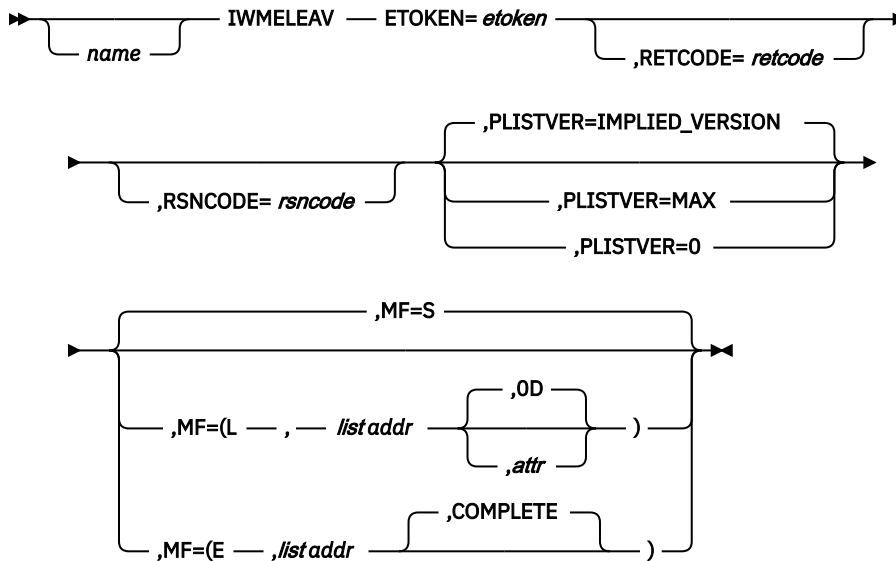 IWMELEAV ETOKEN= etoken
name
,RETCODE= retcode
,PLISTVER=IMPLIED_VERSION
,RSNCODE= rsncode
,PLISTVER=MAX
,PLISTVER=0
,MF=S
,0D
,MF=(L , list addr )
,attr
,COMPLETE
,MF=(E ,list addr )